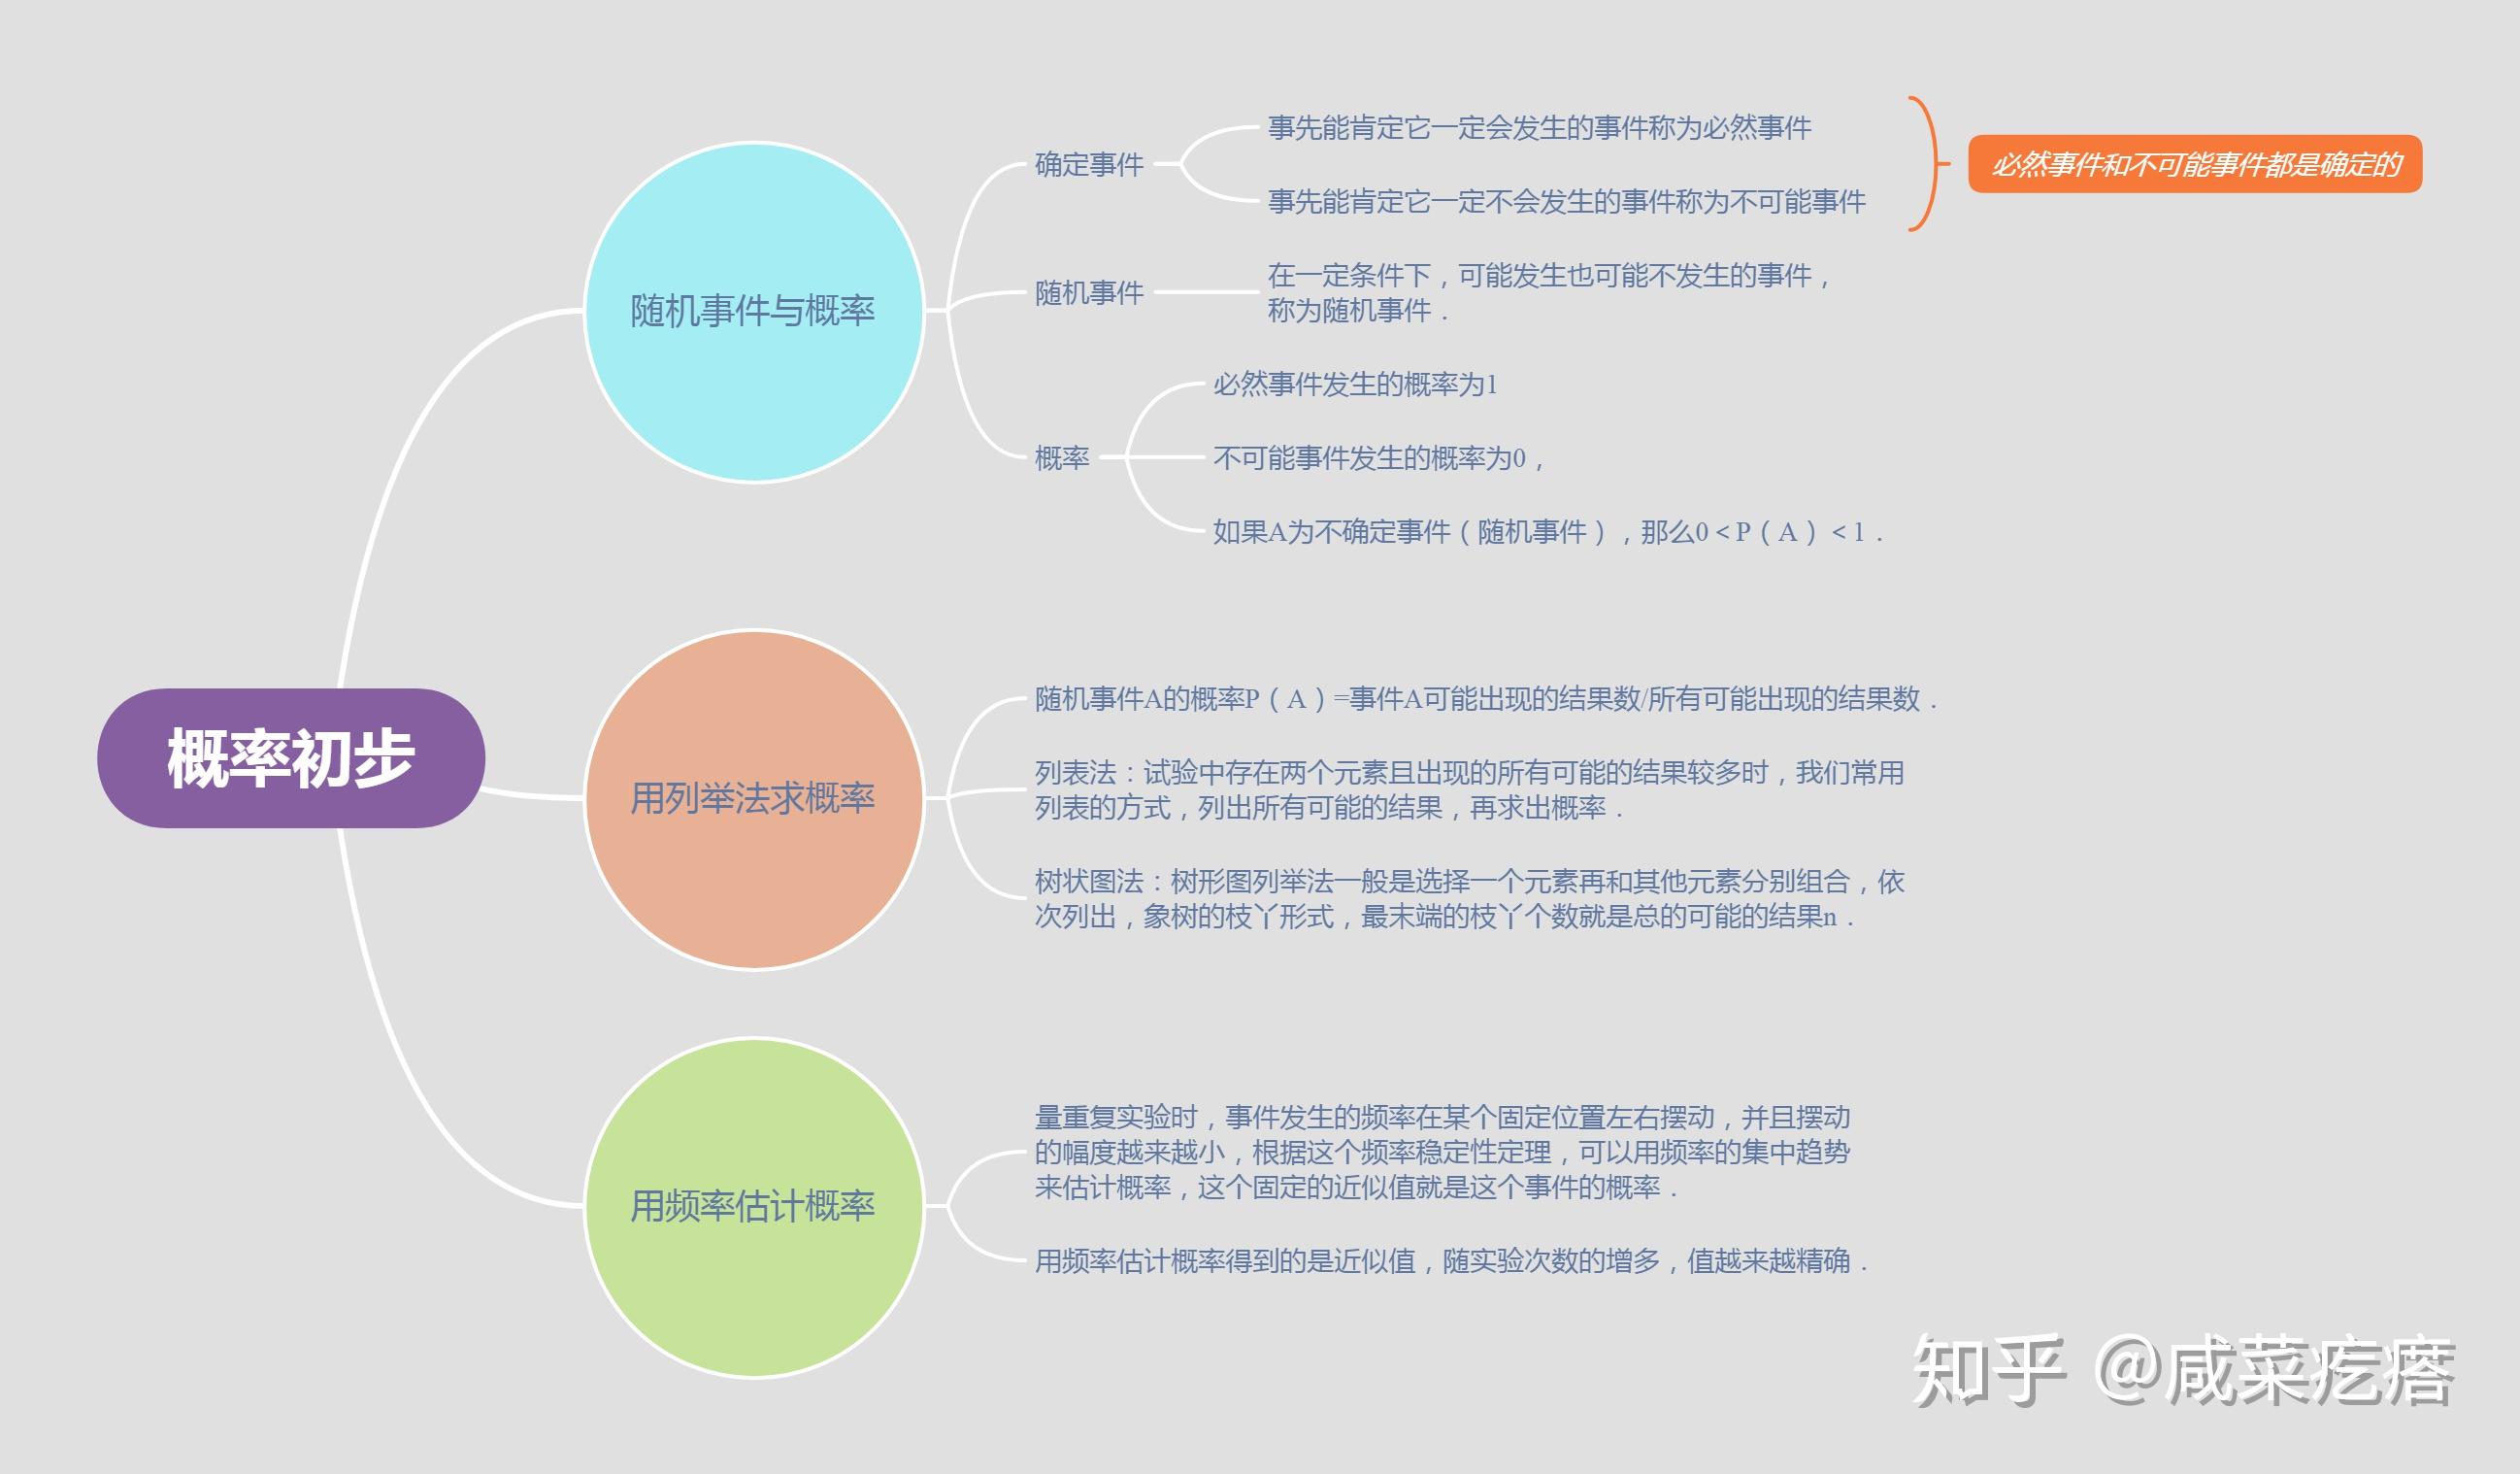 概率初步
随机事件与概率
确定事件
事先能肯定它一定会发生的事件称为必然事件
事先能肯定它一定不会发生的事件称为不可能事件
必然事件和不可能事件都是确定的
随机事件
在一定条件下，可能发生也可能不发生的事件，
称为随机事件．
概率
必然事件发生的概率为1
不可能事件发生的概率为0，
如果A为不确定事件（随机事件），那么0＜P（A）＜1．
用列举法求概率
随机事件A的概率P（A）=事件A可能出现的结果数/所有可能出现的结果数．
列表法：试验中存在两个元素且出现的所有可能的结果较多时，我们常用
列表的方式，列出所有可能的结果，再求出概率．
树状图法：树形图列举法一般是选择一个元素再和其他元素分别组合，依
次列出，象树的枝丫形式，最末端的枝丫个数就是总的可能的结果n．
用频率估计概率
量重复实验时，事件发生的频率在某个固定位置左右摆动，并且摆动
的幅度越来越小，根据这个频率稳定性定理，可以用频率的集中趋势
来估计概率，这个固定的近似值就是这个事件的概率．
用频率估计概率得到的是近似值，随实验次数的增多，值越来越精确．
知乎 @咸菜疙瘩